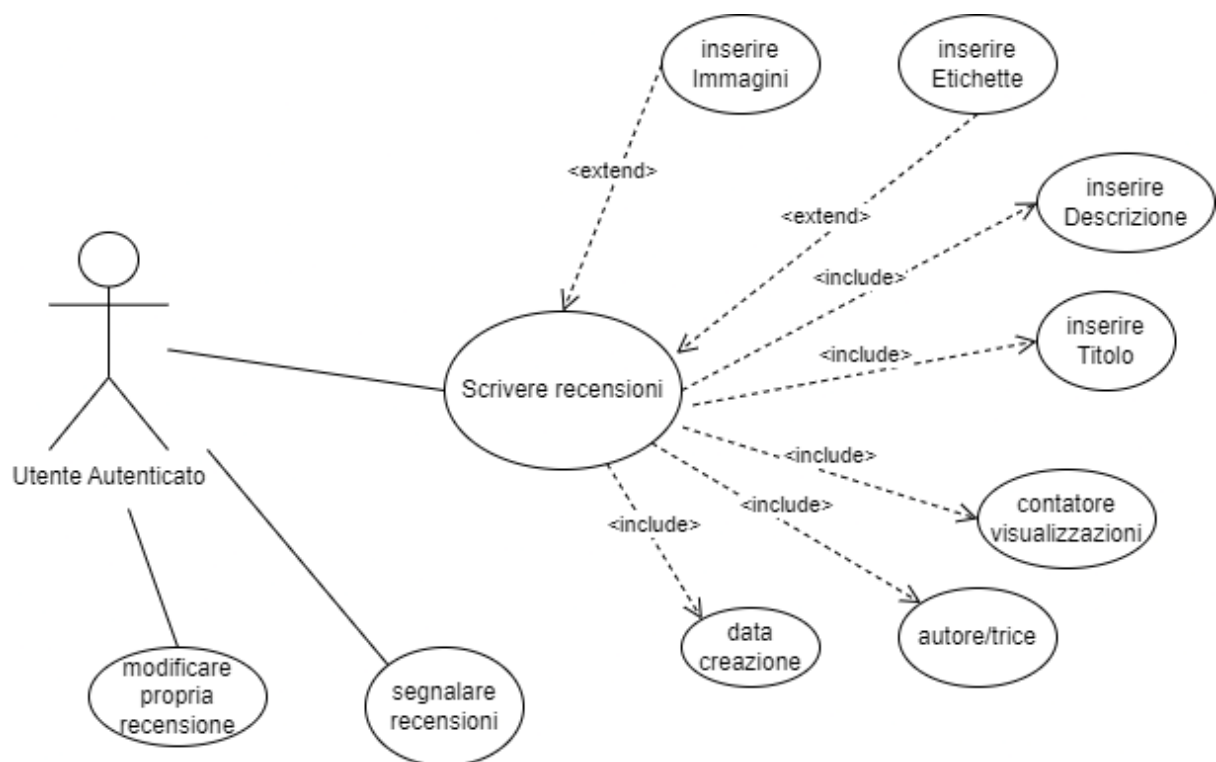 inserire
Immagini
inserire
Etichette
<extend>
inserire
Descrizione
<extend>
<include>
inserire
Titolo
<include>
Scrivere recensioni
Utente Autenticato
<include>
contatore
visualizzazioni
<include>
<include>
data
creazione
autore/trice
modificare
propria
recensione
segnalare
recensioni